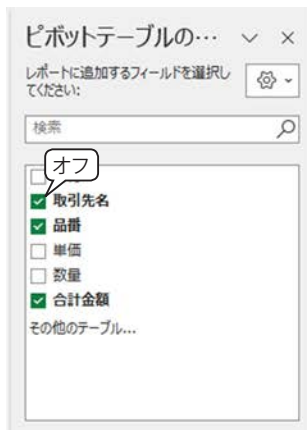 ピボットテーブルの…
レポートに追加するフィールドを選択し
てください:
検索
オフ
取引先名
品番
単価
数量
合計金額
その他のテーブル...